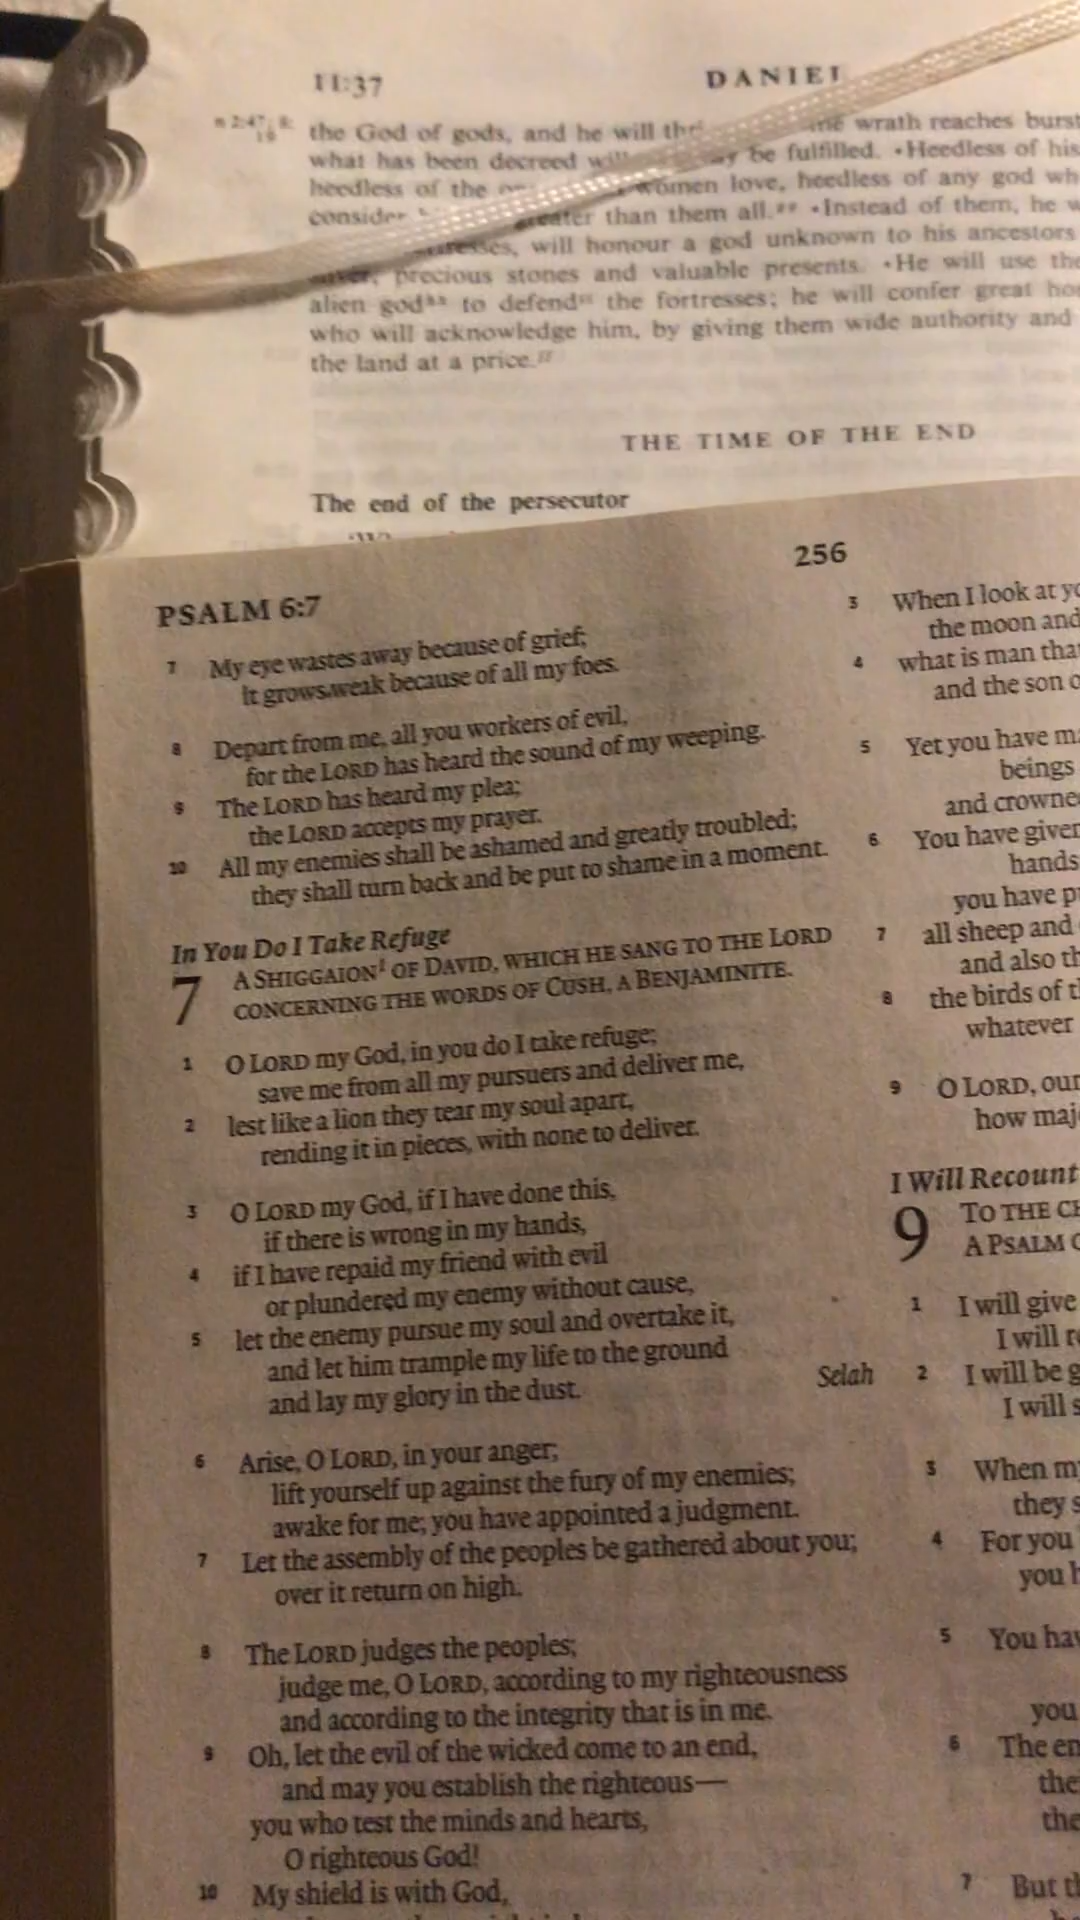 11:37
DANIEL
the God of gods, and he will wrath reaches burst
what has been decreed be fulfilled. •Heedless of his
heedless of the women love, heedless of any god
consider greater than them all. •Instead of them, he
will honour a god unknown to his ancestors
precious stones and valuable presents. •He will use the
alien god to defend the fortresses; he will confer great
who will acknowledge him, by giving them wide authority and
the land at a price.
THE TIME OF THE END
The end of the persecutor
256
PSALM 6:7
7 My eye wastes away because of grief;
it grows weak because of all my foes.
8 Depart from me, all you workers of evil,
for the LORD has heard the sound of my weeping.
9 The LORD has heard my plea;
the LORD accepts my prayer.
10 All my enemies shall be ashamed and greatly troubled;
they shall turn back and be put to shame in a moment.
In You Do I Take Refuge
7 A SHIGGAION OF DAVID, WHICH HE SANG TO THE LORD
CONCERNING THE WORDS OF CUSH, A BENJAMINITE.
1 O LORD my God, in you do I take refuge;
save me from all my pursuers and deliver me,
2 lest like a lion they tear my soul apart,
rending it in pieces, with none to deliver.
3 O LORD my God, if I have done this,
if there is wrong in my hands,
4 if I have repaid my friend with evil
or plundered my enemy without cause,
5 let the enemy pursue my soul and overtake it,
and let him trample my life to the ground
and lay my glory in the dust. Selah
6 Arise, O LORD, in your anger;
lift yourself up against the fury of my enemies;
awake for me; you have appointed a judgment.
7 Let the assembly of the peoples be gathered about you;
over it return on high.
8 The LORD judges the peoples;
judge me, O LORD, according to my righteousness
and according to the integrity that is in me.
9 Oh, let the evil of the wicked come to an end,
and may you establish the righteous—
you who test the minds and hearts,
O righteous God!
10 My shield is with God,
3 When I look at
the moon and
4 what is man
and the son
5 Yet you have
beings
and
6 You have
hands
you have
7 all sheep and
and also
8 the birds of
whatever
9 O LORD, our
how
I Will Recount
9 TO THE
A PSALM
1 I will give
I will
2 I will be
I will
3 When
they
4 For you
you
5 You
you
6 The
7 But